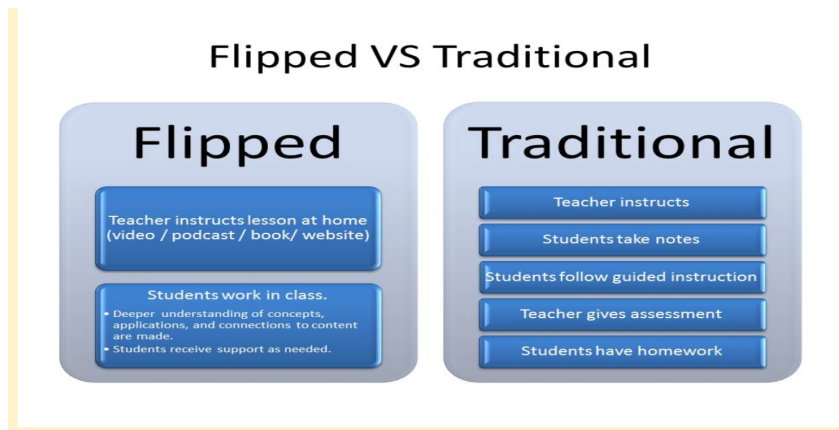 Flipped VS Traditional
Flipped
Teacher instructs lesson at home
(video / podcast / book/ website)
Students work in class.
• Deeper understanding of concepts,
applications, and connections to content
are made.
• Students receive support as needed.
Traditional
Teacher instructs
Students take notes
Students follow guided instruction
Teacher gives assessment
Students have homework